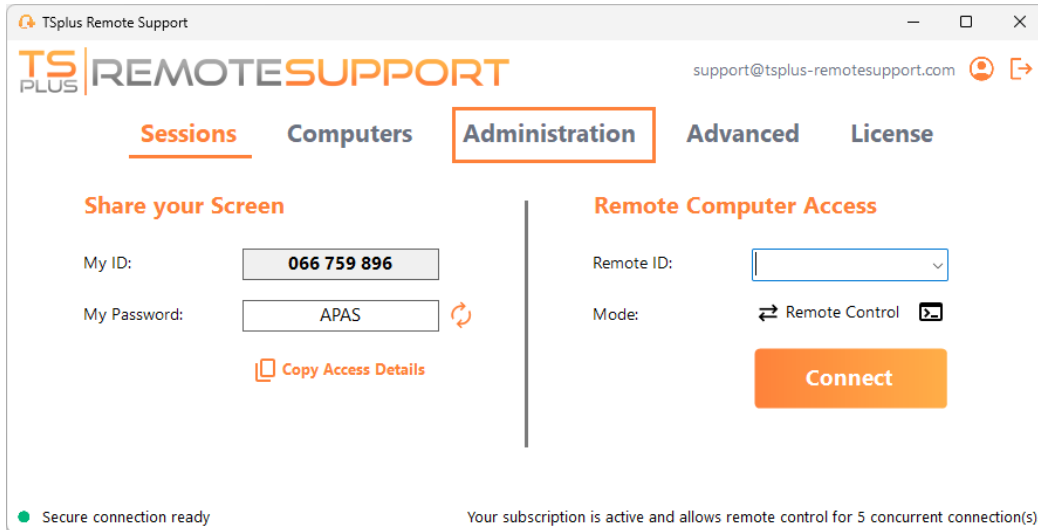 TSplus Remote Support
TS PLUS REMOTESUPPORT
support@tsplus-remotesupport.com
Sessions Computers Administration Advanced License
Share your Screen
My ID: 066 759 896
My Password: APAS
Copy Access Details
Remote Computer Access
Remote ID:
Mode: Remote Control
Connect
Secure connection ready
Your subscription is active and allows remote control for 5 concurrent connection(s)